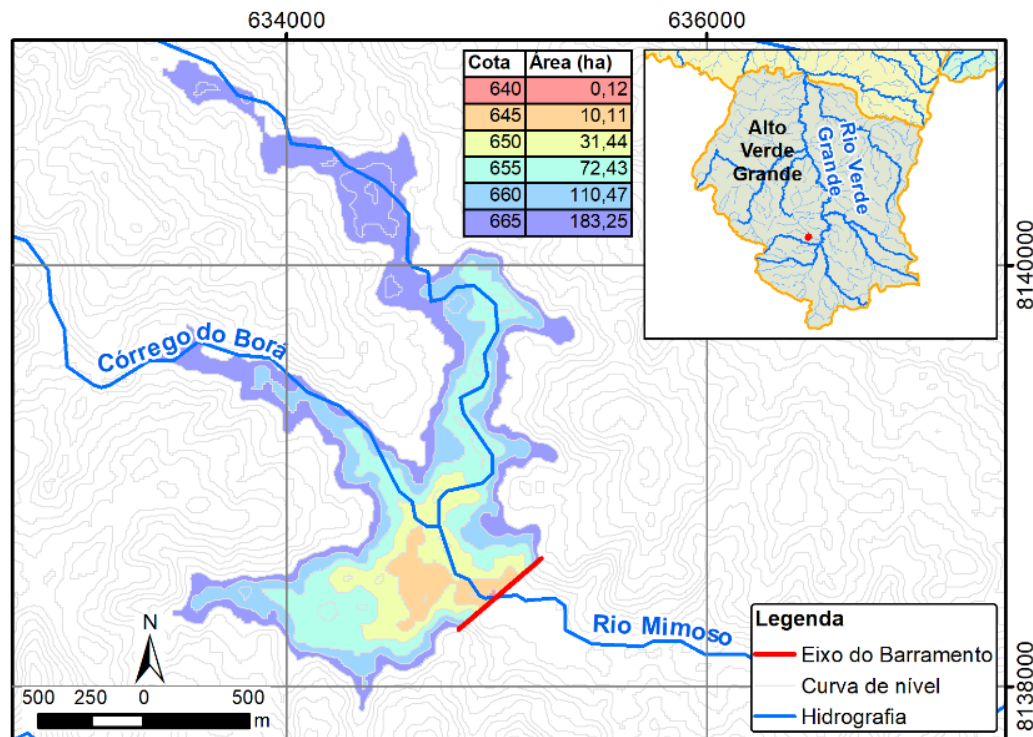 634000 636000
Cota Área (ha)
640 0,12
645 10,11
650 31,44
655 72,43
660 110,47
665 183,25
Alto
Verde
Grande
Rio Verde
Grande
8140000
Córrego do Borá
Rio Mimoso
N
500 250 0 500
m
Legenda
Eixo do Barramento
Curva de nível
Hidrografia
8138000